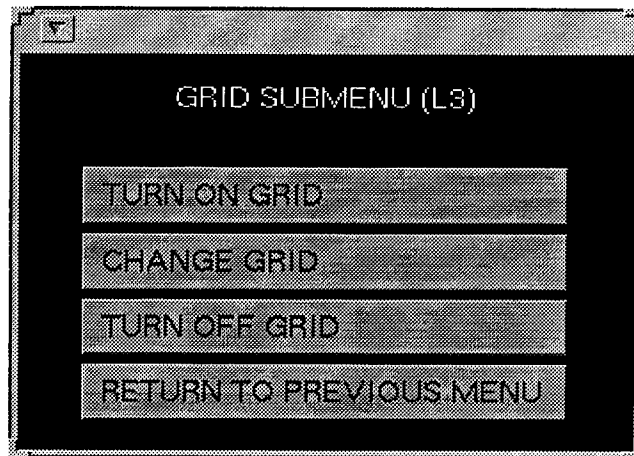 GRID SUBMENU (L3)
TURN ON GRID
CHANGE GRID
TURN OFF GRID
RETURN TO PREVIOUS MENU